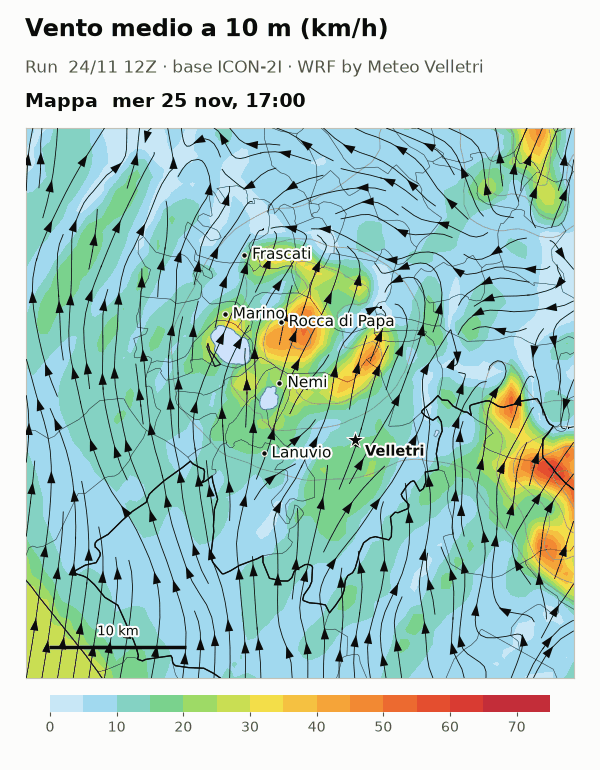 Vento medio a 10 m (km/h)
Run  24/11 12Z · base ICON-2I · WRF by Meteo Velletri
Mappa  mer 25 nov, 17:00
Frascati
Marino
Rocca di Papa
Nemi
Velletri
Lanuvio
10 km
0 10 20 30 40 50 60 70